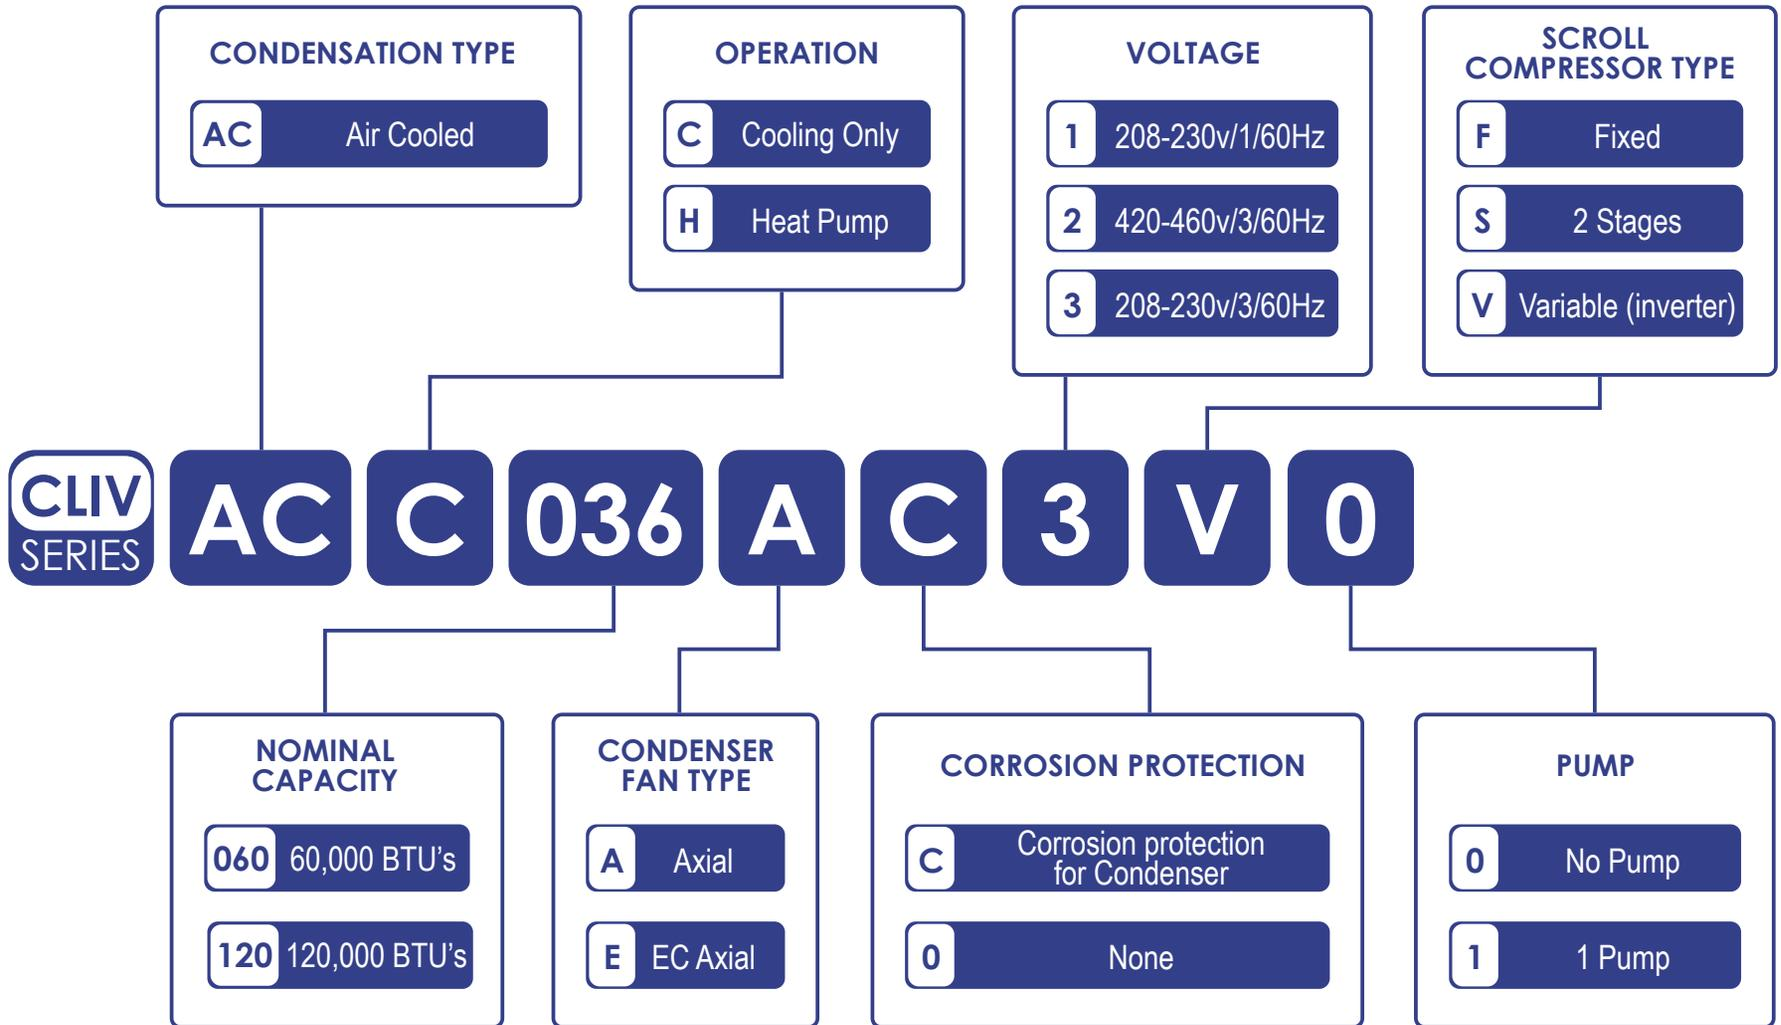 CONDENSATION TYPE
AC Air Cooled
OPERATION
C Cooling Only
H Heat Pump
VOLTAGE
1 208-230v/1/60Hz
2 420-460v/3/60Hz
3 208-230v/3/60Hz
SCROLL
COMPRESSOR TYPE
F Fixed
S 2 Stages
V Variable (inverter)
CLIV
SERIES
AC C 036 A C 3 V 0
NOMINAL
CAPACITY
060 60,000 BTU's
120 120,000 BTU's
CONDENSER
FAN TYPE
A Axial
E EC Axial
CORROSION PROTECTION
C Corrosion protection
for Condenser
0 None
PUMP
0 No Pump
1 1 Pump